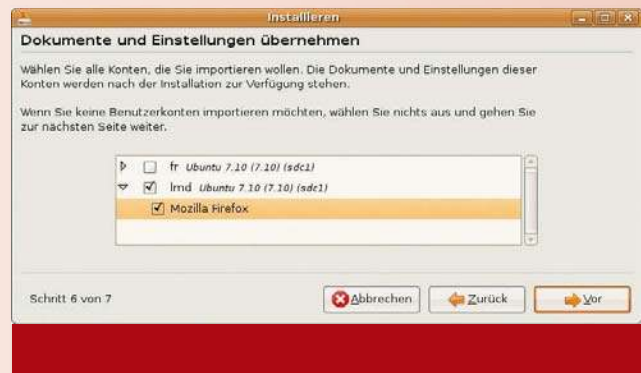 Installieren
Dokumente und Einstellungen übernehmen
Wählen Sie alle Konten, die Sie importieren wollen. Die Dokumente und Einstellungen dieser
Konten werden nach der Installation zur Verfügung stehen.
Wenn Sie keine Benutzerkonten importieren möchten, wählen Sie nichts aus und gehen Sie
zur nächsten Seite weiter.
fr Ubuntu 7.10 (7.10) (sdc1)
lmd Ubuntu 7.10 (7.10) (sdc1)
Mozilla Firefox
Schritt 6 von 7 Abbrechen Zurück Vor